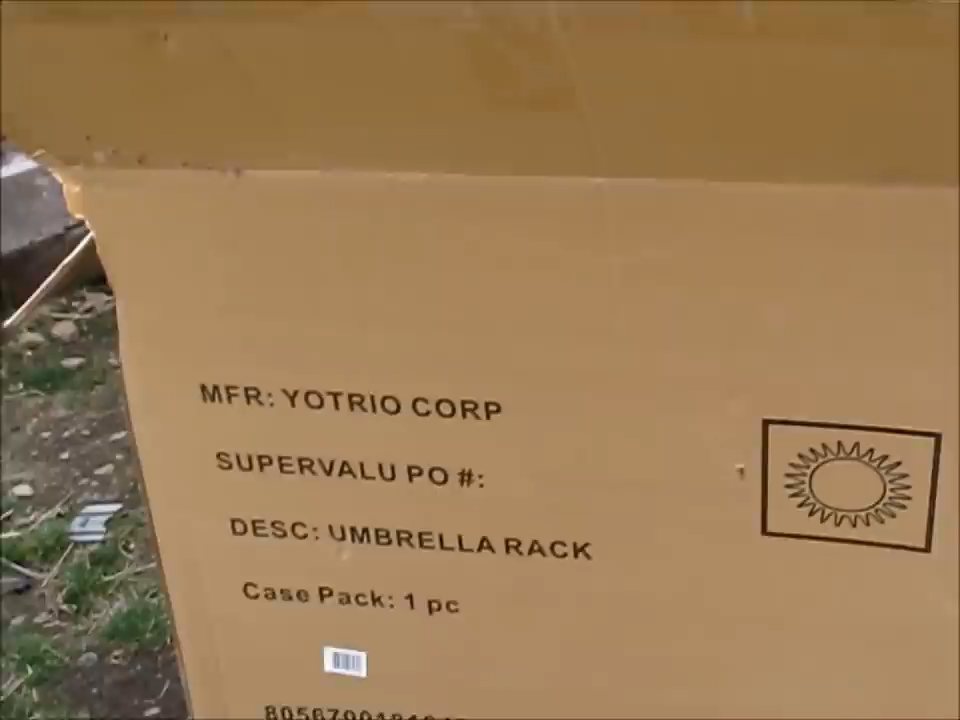 MFR: YOTRIO CORP
SUPERVALU PO #:
DESC: UMBRELLA RACK
Case Pack: 1 pc